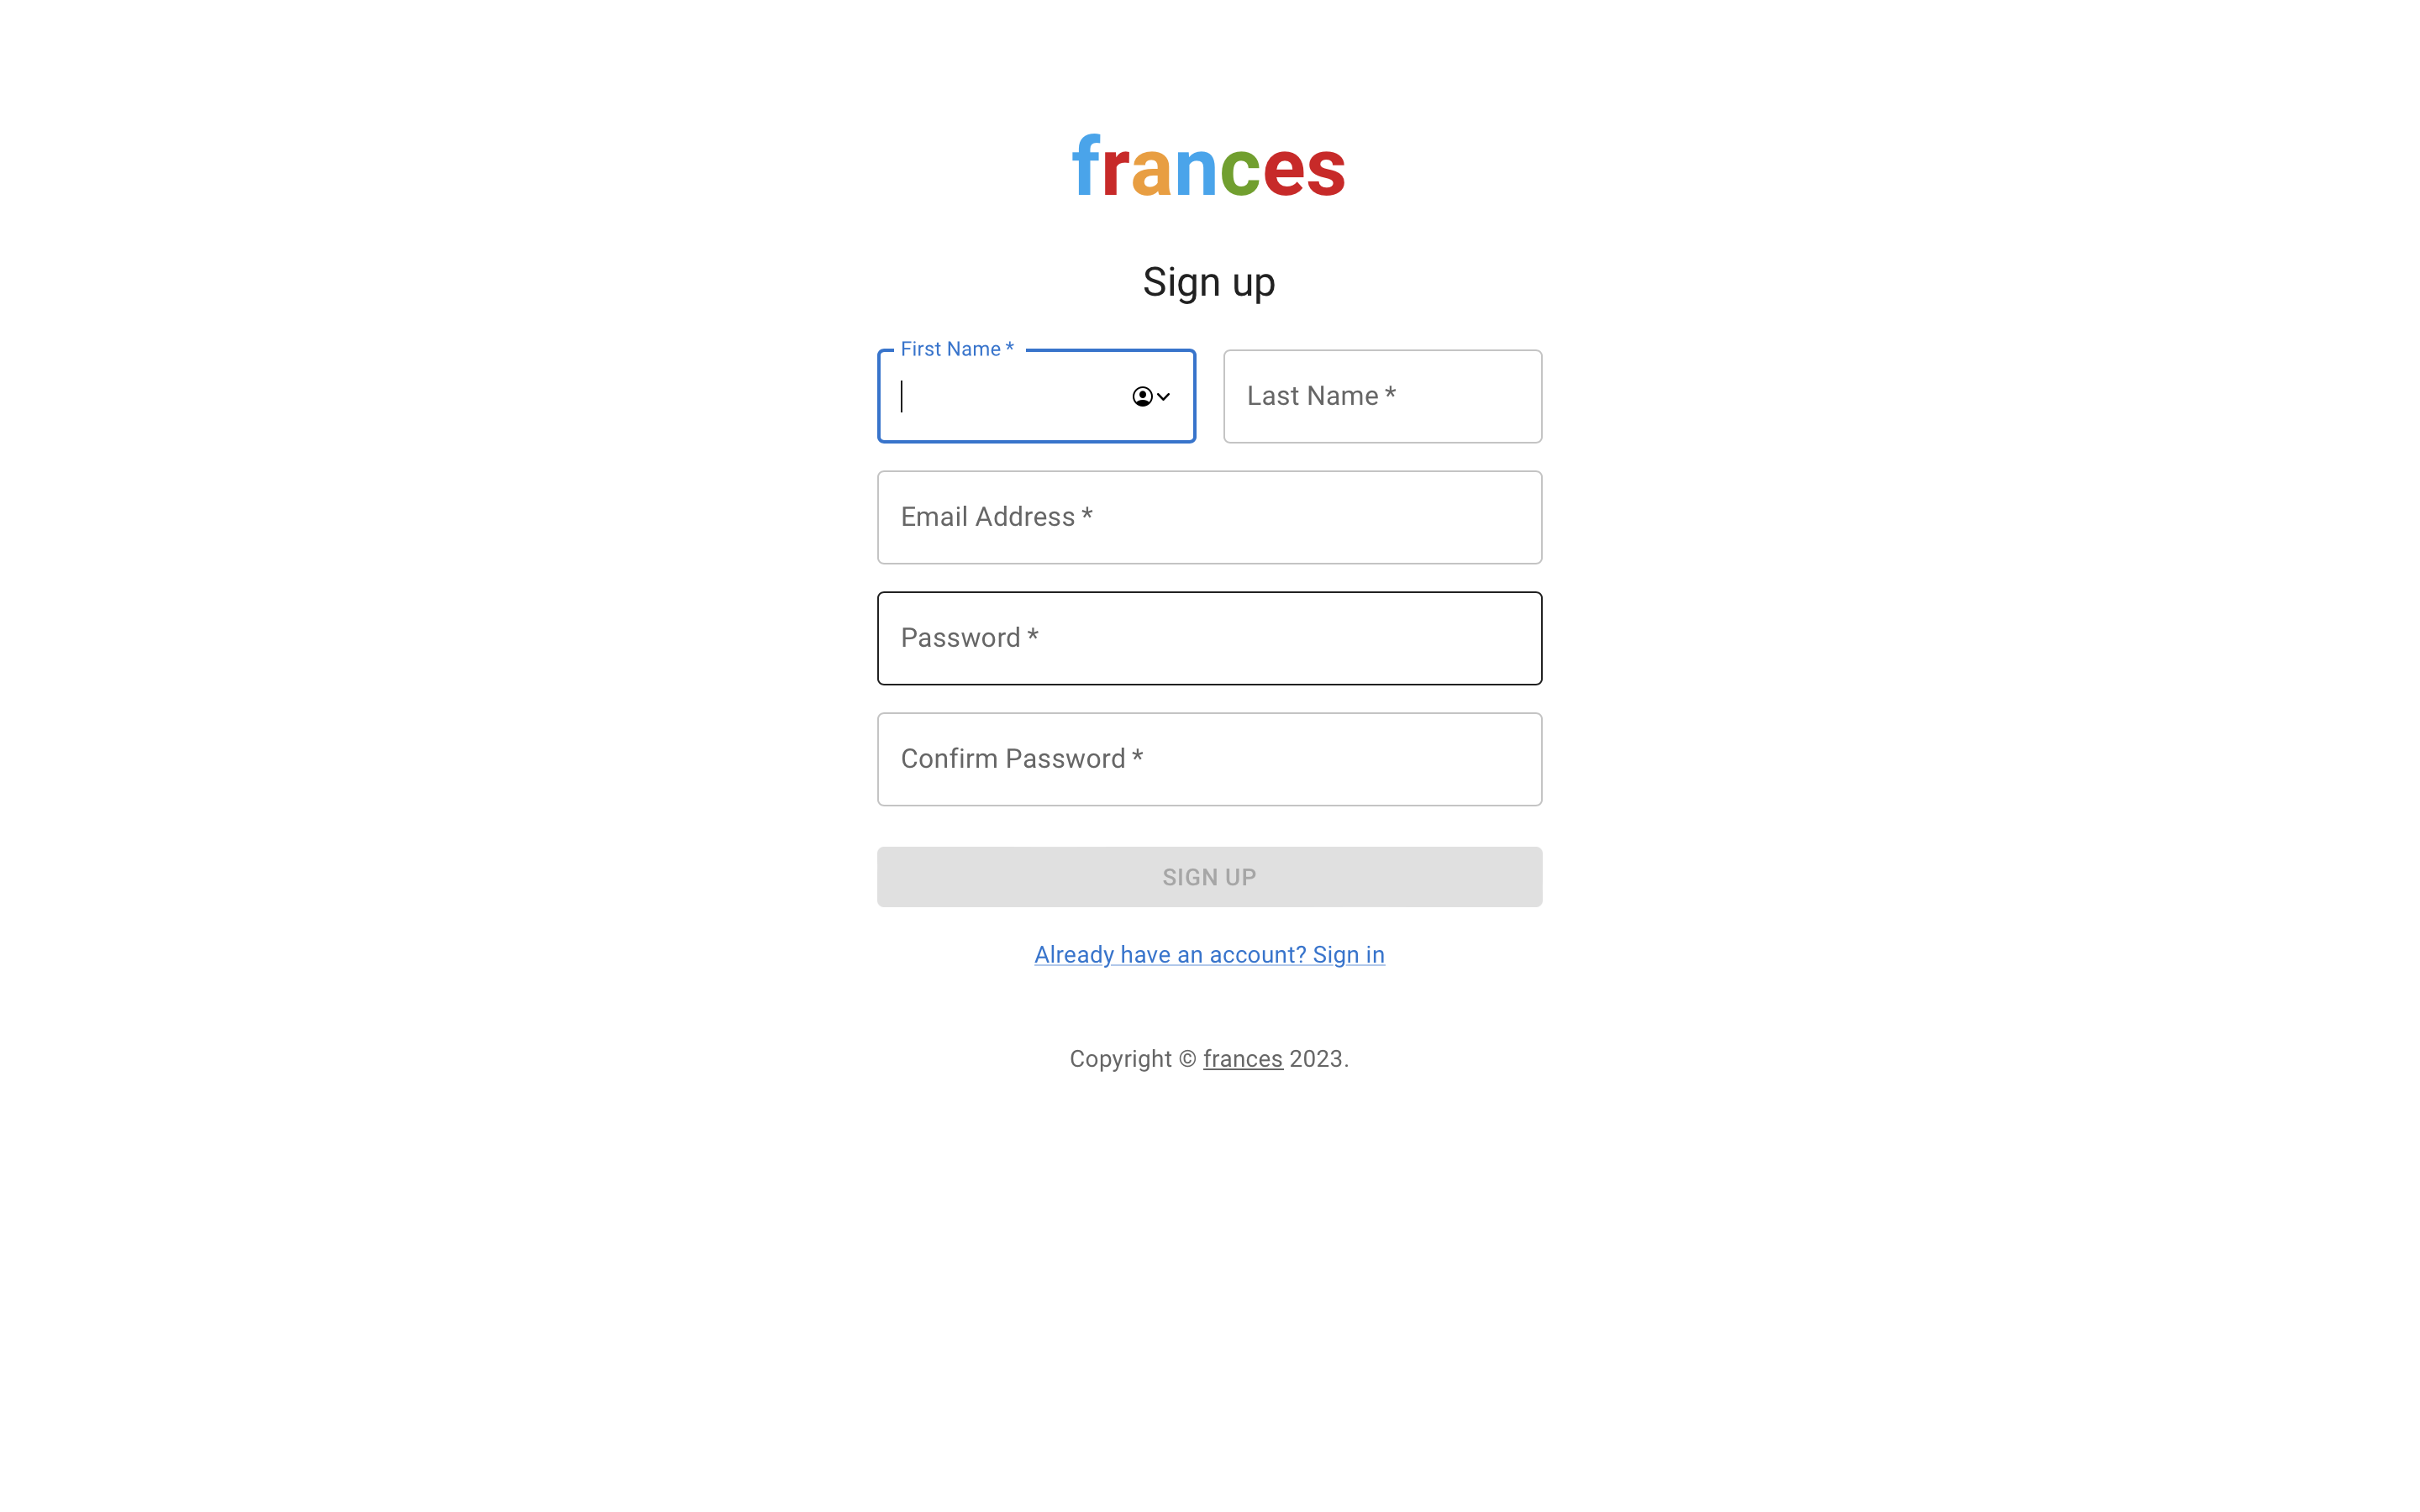 frances
Sign up
First Name *
Last Name *
Email Address *
Password *
Confirm Password *
SIGN UP
Already have an account? Sign in
Copyright © frances 2023.